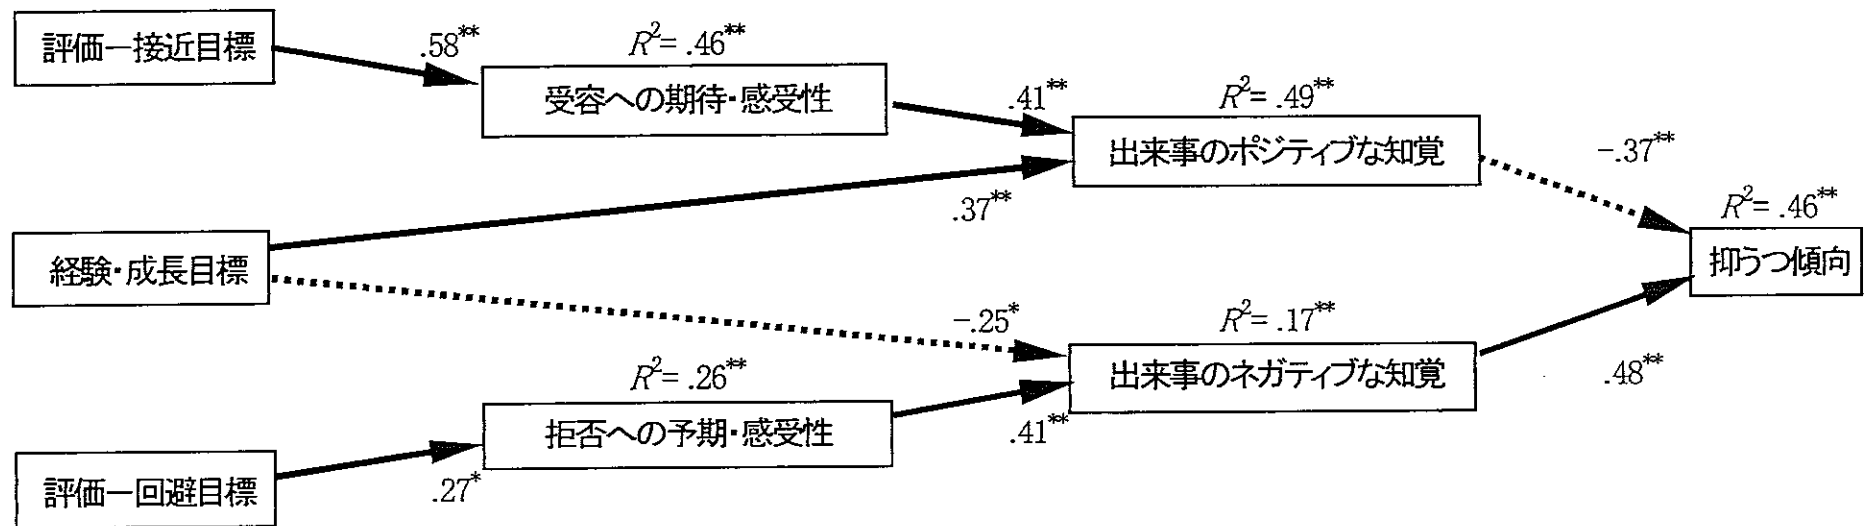 評価－接近目標
.58**
R²= .46**
受容への期待・感受性
.41**
R²= .49**
出来事のポジティブな知覚
-.37**
.37**
R²= .46**
経験・成長目標
抑うつ傾向
-.25*
R²= .17**
出来事のネガティブな知覚
.48**
R²= .26**
拒否への予期・感受性
.41**
評価－回避目標
.27*